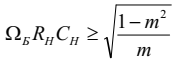 Ω_Б R_Н C_Н ≥ √((1−m²)/m)